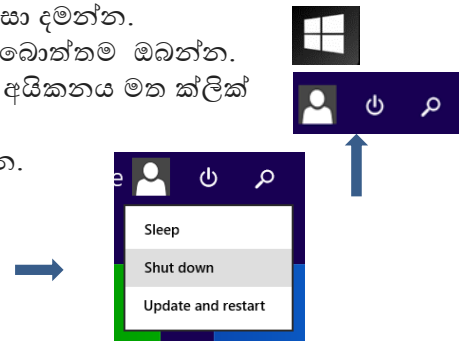 සා දමන්න.
බොත්තම ඔබන්න.
අයිකනය මත ක්ලික්
න.
e
Sleep
Shut down
Update and restart